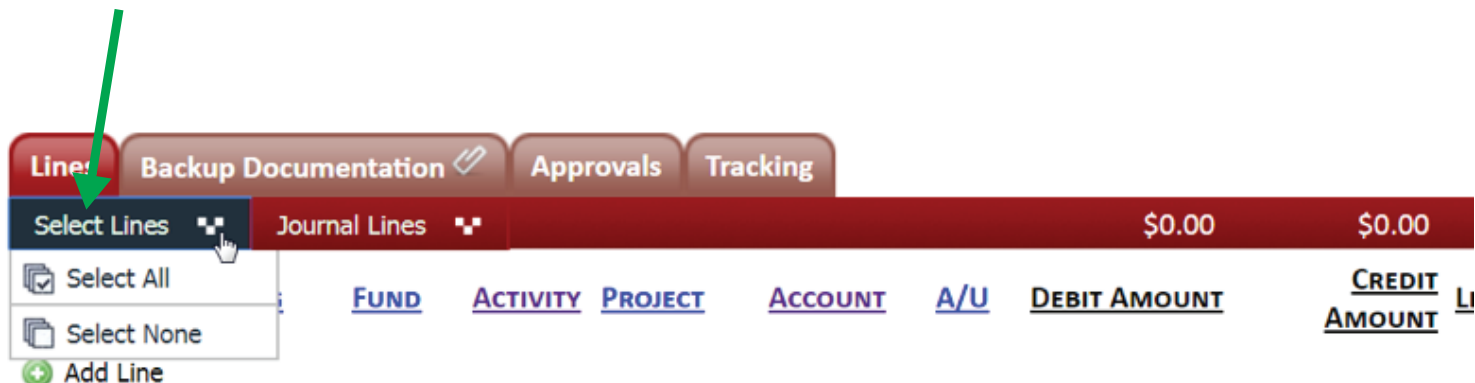 Lines Backup Documentation Approvals Tracking
Select Lines Journal Lines $0.00 $0.00
Select All
Select None
FUND ACTIVITY PROJECT ACCOUNT A/U DEBIT AMOUNT CREDIT AMOUNT
Add Line